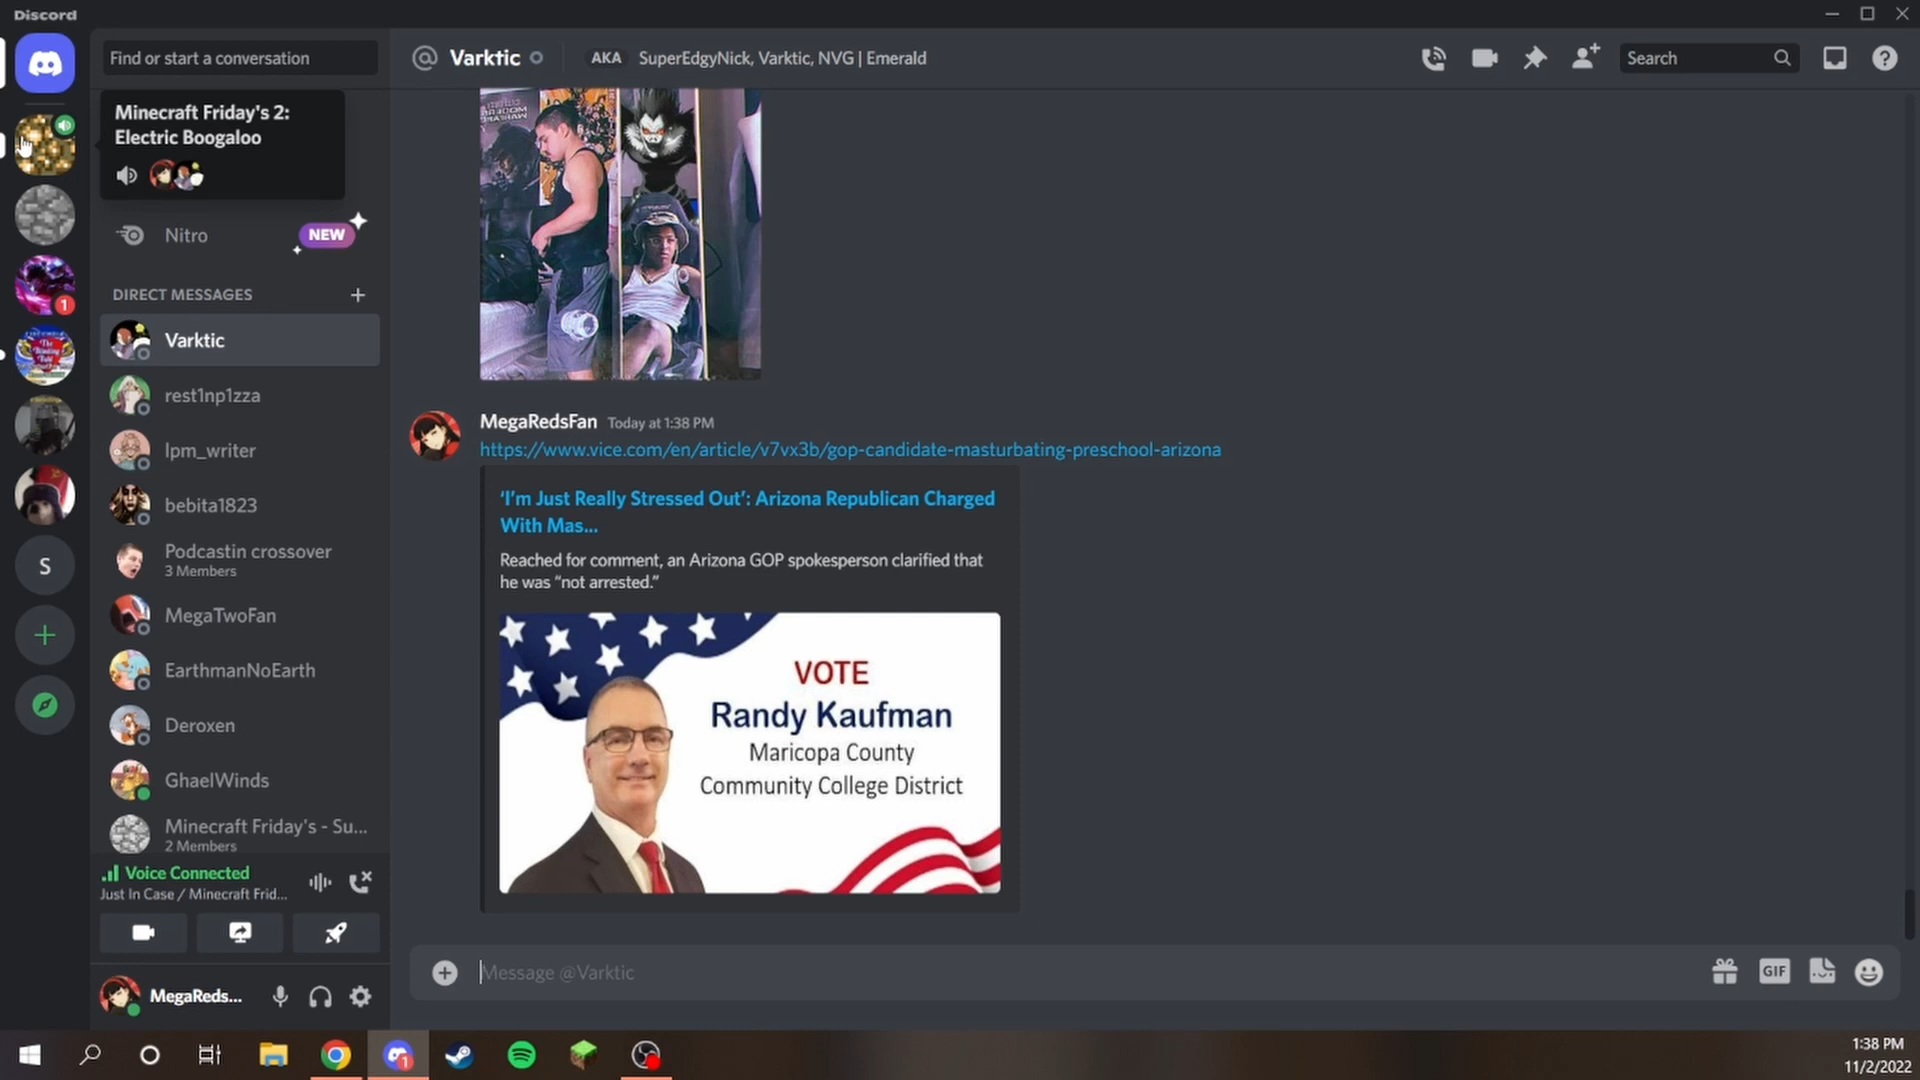 Discord
Find or start a conversation
Varktic
AKA
SuperEdgyNick, Varktic, NVG | Emerald
Search
Minecraft Friday's 2:
Electric Boogaloo
Nitro
NEW
DIRECT MESSAGES
Varktic
rest1np1zza
lpm_writer
bebita1823
Podcastin crossover
3 Members
MegaTwoFan
EarthmanNoEarth
Deroxen
GhaelWinds
Minecraft Friday's - Su...
2 Members
1
S
Voice Connected
Just In Case / Minecraft Frid...
MegaReds...
MegaRedsFan Today at 1:38 PM
https://www.vice.com/en/article/v7vx3b/gop-candidate-masturbating-preschool-arizona
‘I’m Just Really Stressed Out’: Arizona Republican Charged
With Mas...
Reached for comment, an Arizona GOP spokesperson clarified that
he was “not arrested.”
VOTE
Randy Kaufman
Maricopa County
Community College District
Message @Varktic
GIF
1
1:38 PM
11/2/2022